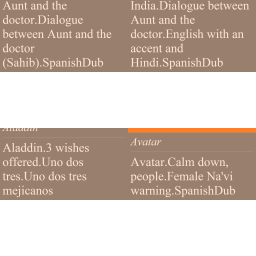 Aunt and the
doctor.Dialogue
between Aunt and the
doctor
(Sahib).SpanishDub
India.Dialogue between
Aunt and the
doctor.English with an
accent and
Hindi.SpanishDub
Aladdin
Aladdín.3 wishes
offered.Uno dos
tres.Uno dos tres
mejicanos
Avatar
Avatar.Calm down,
people.Female Na'vi
warning.SpanishDub